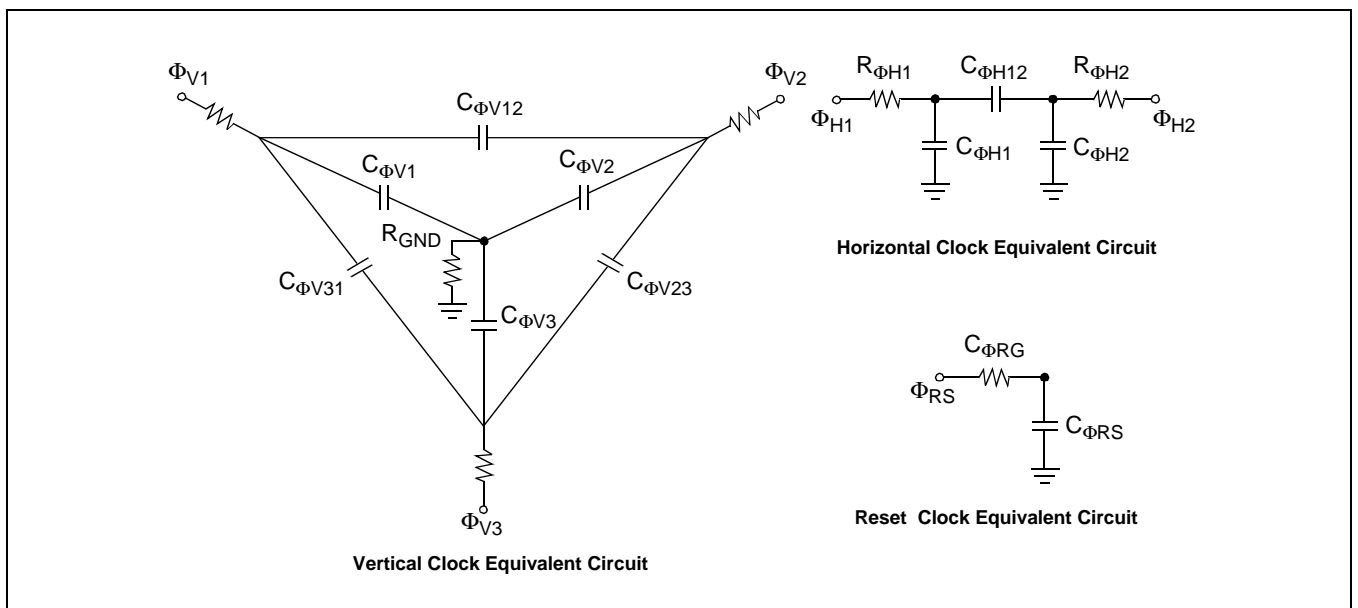 ΦV1
ΦV2
CΦV12
CΦV1
CΦV2
RGND
CΦV31
CΦV23
CΦV3
ΦV3
Vertical Clock Equivalent Circuit
RΦH1
CΦH12
RΦH2
ΦH1
ΦH2
CΦH1
CΦH2
Horizontal Clock Equivalent Circuit
CΦRG
ΦRS
CΦRS
Reset Clock Equivalent Circuit